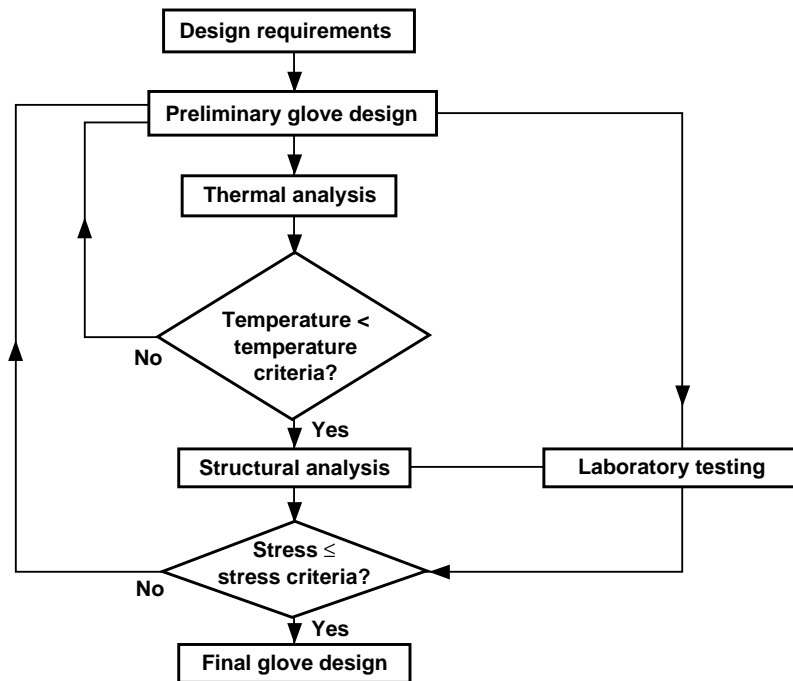 Design requirements
Preliminary glove design
Thermal analysis
Temperature <
temperature
criteria?
No
Yes
Structural analysis
Laboratory testing
Stress ≤
stress criteria?
No
Yes
Final glove design